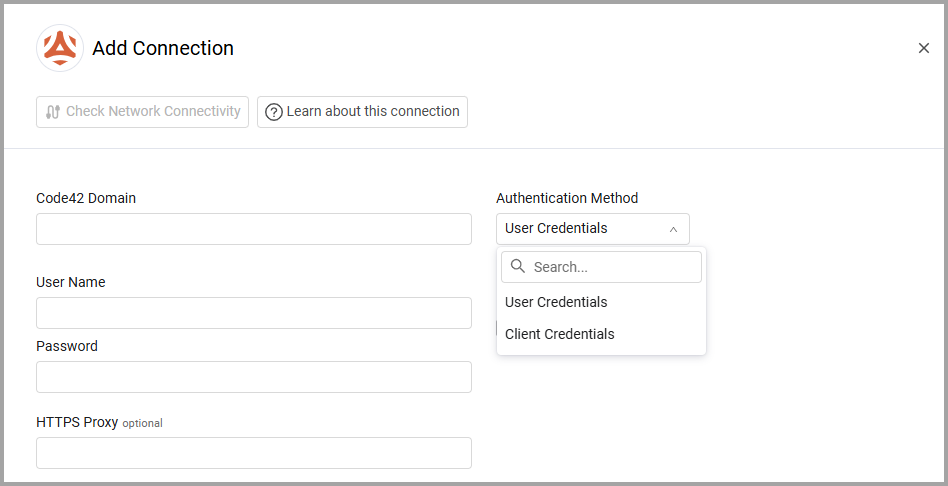 Add Connection
Check Network Connectivity
Learn about this connection
Code42 Domain
Authentication Method
User Credentials
Search...
User Name
User Credentials
Client Credentials
Password
HTTPS Proxy optional